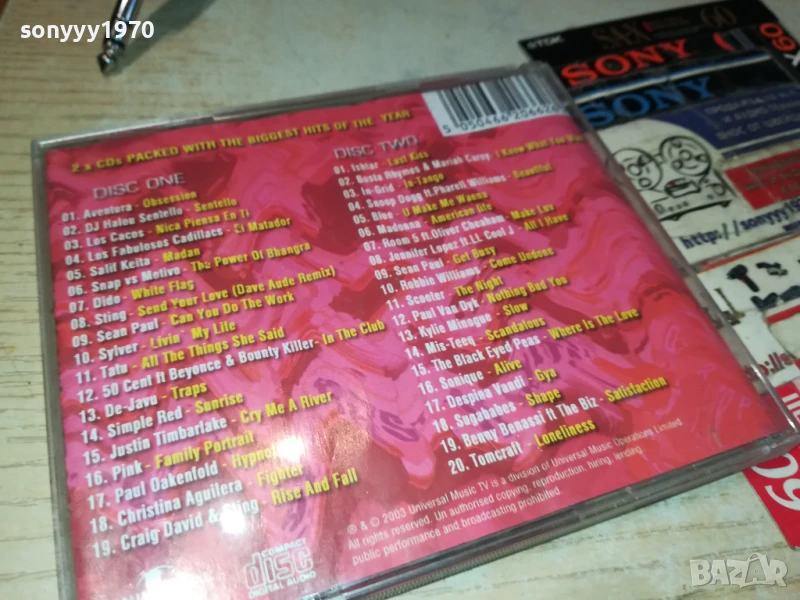 sonyyy1970
TDK SA-X 60
SONY
SONY
http://sonyyy1
2 x CDs PACKED WITH THE BIGGEST HITS OF THE YEAR
DISC ONE
01. Aventura - Obsession
02. DJ Halou Sentello - Sentello
03. Los Cacos - Nica Piensa En Ti
04. Los Fabulosos Cadillacs - El Matador
05. Salif Keita - Madan
06. Snap vs Motivo - The Power Of Bhangra
07. Dido - White Flag
08. Sting - Send Your Love (Dave Aude Remix)
09. Sean Paul - Can You Do The Work
10. Sylver - Livin' My Life
11. Tatu - All The Things She Said
12. 50 Cent ft Beyonce & Bounty Killer- In The Club
13. De-Javu - Traps
14. Simple Red - Sunrise
15. Justin Timbarlake - Cry Me A River
16. Pink - Family Portrait
17. Paul Oakenfold -
18. Christina Aguilera - Fighter
19. Craig David & Sting - Rise And Fall
DISC TWO
01. Ishtar - Last Kiss
02. Busta Rhymes & Mariah Carey - I Know What You
03. In-Grid - In-Tango
04. Snoop Dogg ft.Pharell Williams - Beautiful
05. Blue - U Make Me Wanna
06. Madonna - American life
07. Room 5 ft.Oliver Cheaham - Make Luv
08. Jennifer Lopez ft.LL Cool J - All I Have
09. Sean Paul - Get Busy
10. Robbie Williams - Come Undone
11. Scooter - The Night
12. Paul Van Dyk - Nothing But You
13. Kylie Minogue - Slow
14. Mis-Teeq - Scandalous
15. The Black Eyed Peas - Where Is The Love
16. Sonique - Alive
17. Despina Vandi - Gya
18. Sugababes - Shape
19. Benny Benassi ft The Biz - Satisfaction
20. Tomcraft - Loneliness
℗ & © 2003 Universal Music TV is a division of Universal Music Operations Limited
All rights reserved. Un authorised copying, reproduction, hiring, lending,
public performance and broadcasting prohibited.
COMPACT
disc
DIGITAL AUDIO
BAZAR